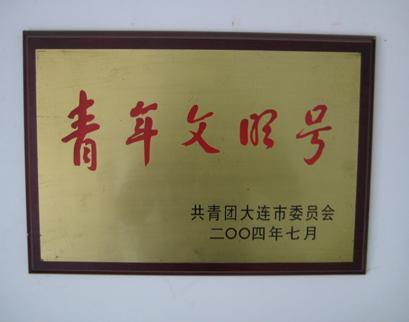 青年文明号
共青团大连市委员会
二〇〇四年七月